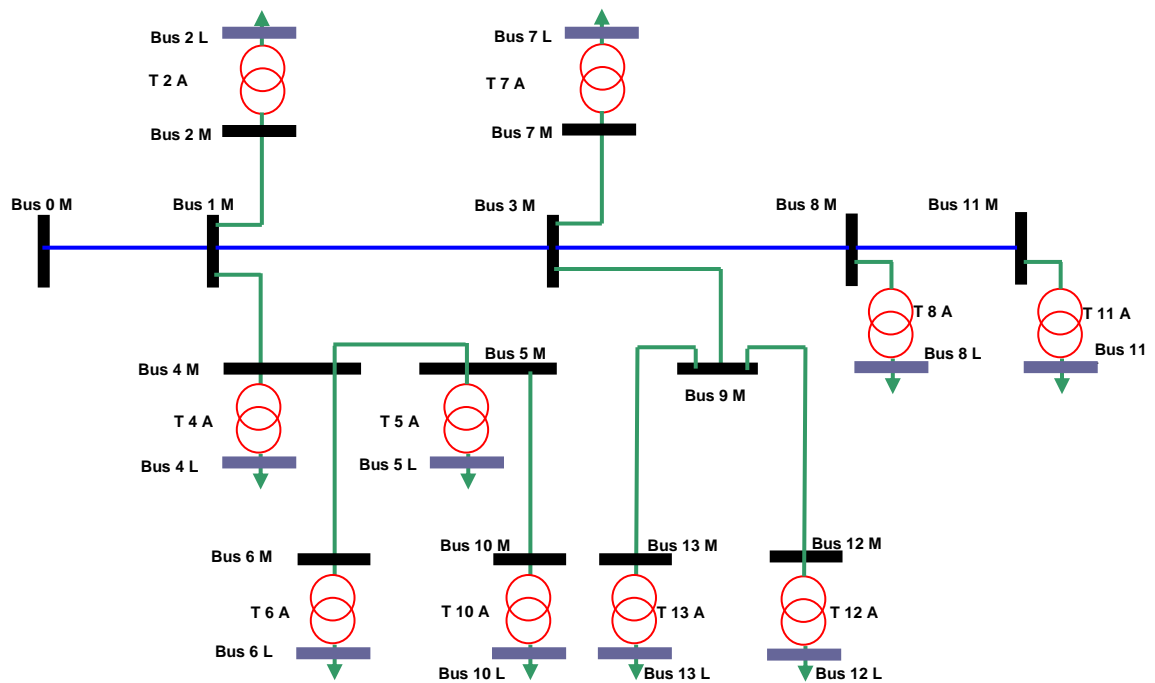 Bus 2 L
Bus 7 L
T 2 A
T 7 A
Bus 2 M
Bus 7 M
Bus 0 M
Bus 1 M
Bus 3 M
Bus 8 M
Bus 11 M
T 8 A
T 11 A
Bus 8 L
Bus 11
Bus 4 M
Bus 5 M
Bus 9 M
T 4 A
T 5 A
Bus 4 L
Bus 5 L
Bus 6 M
Bus 10 M
Bus 13 M
Bus 12 M
T 6 A
T 10 A
T 13 A
T 12 A
Bus 6 L
Bus 10 L
Bus 13 L
Bus 12 L